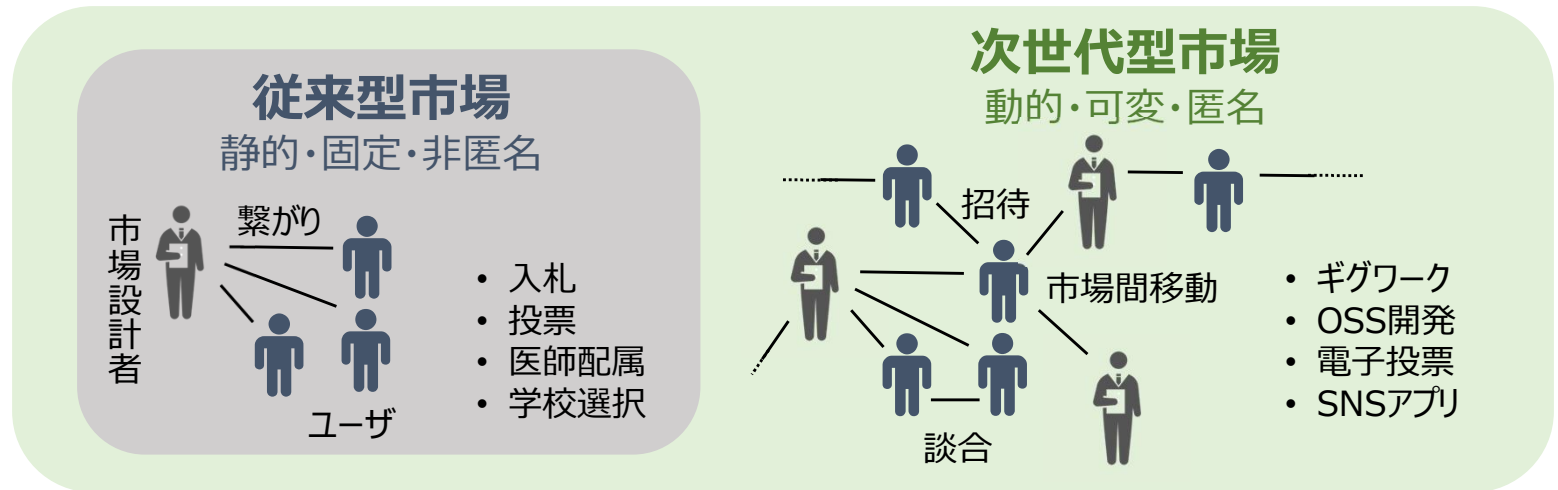 従来型市場
静的・固定・非匿名
市場設計者
繋がり
ユーザ
• 入札
• 投票
• 医師配属
• 学校選択
次世代型市場
動的・可変・匿名
招待
市場間移動
談合
• ギグワーク
• OSS開発
• 電子投票
• SNSアプリ